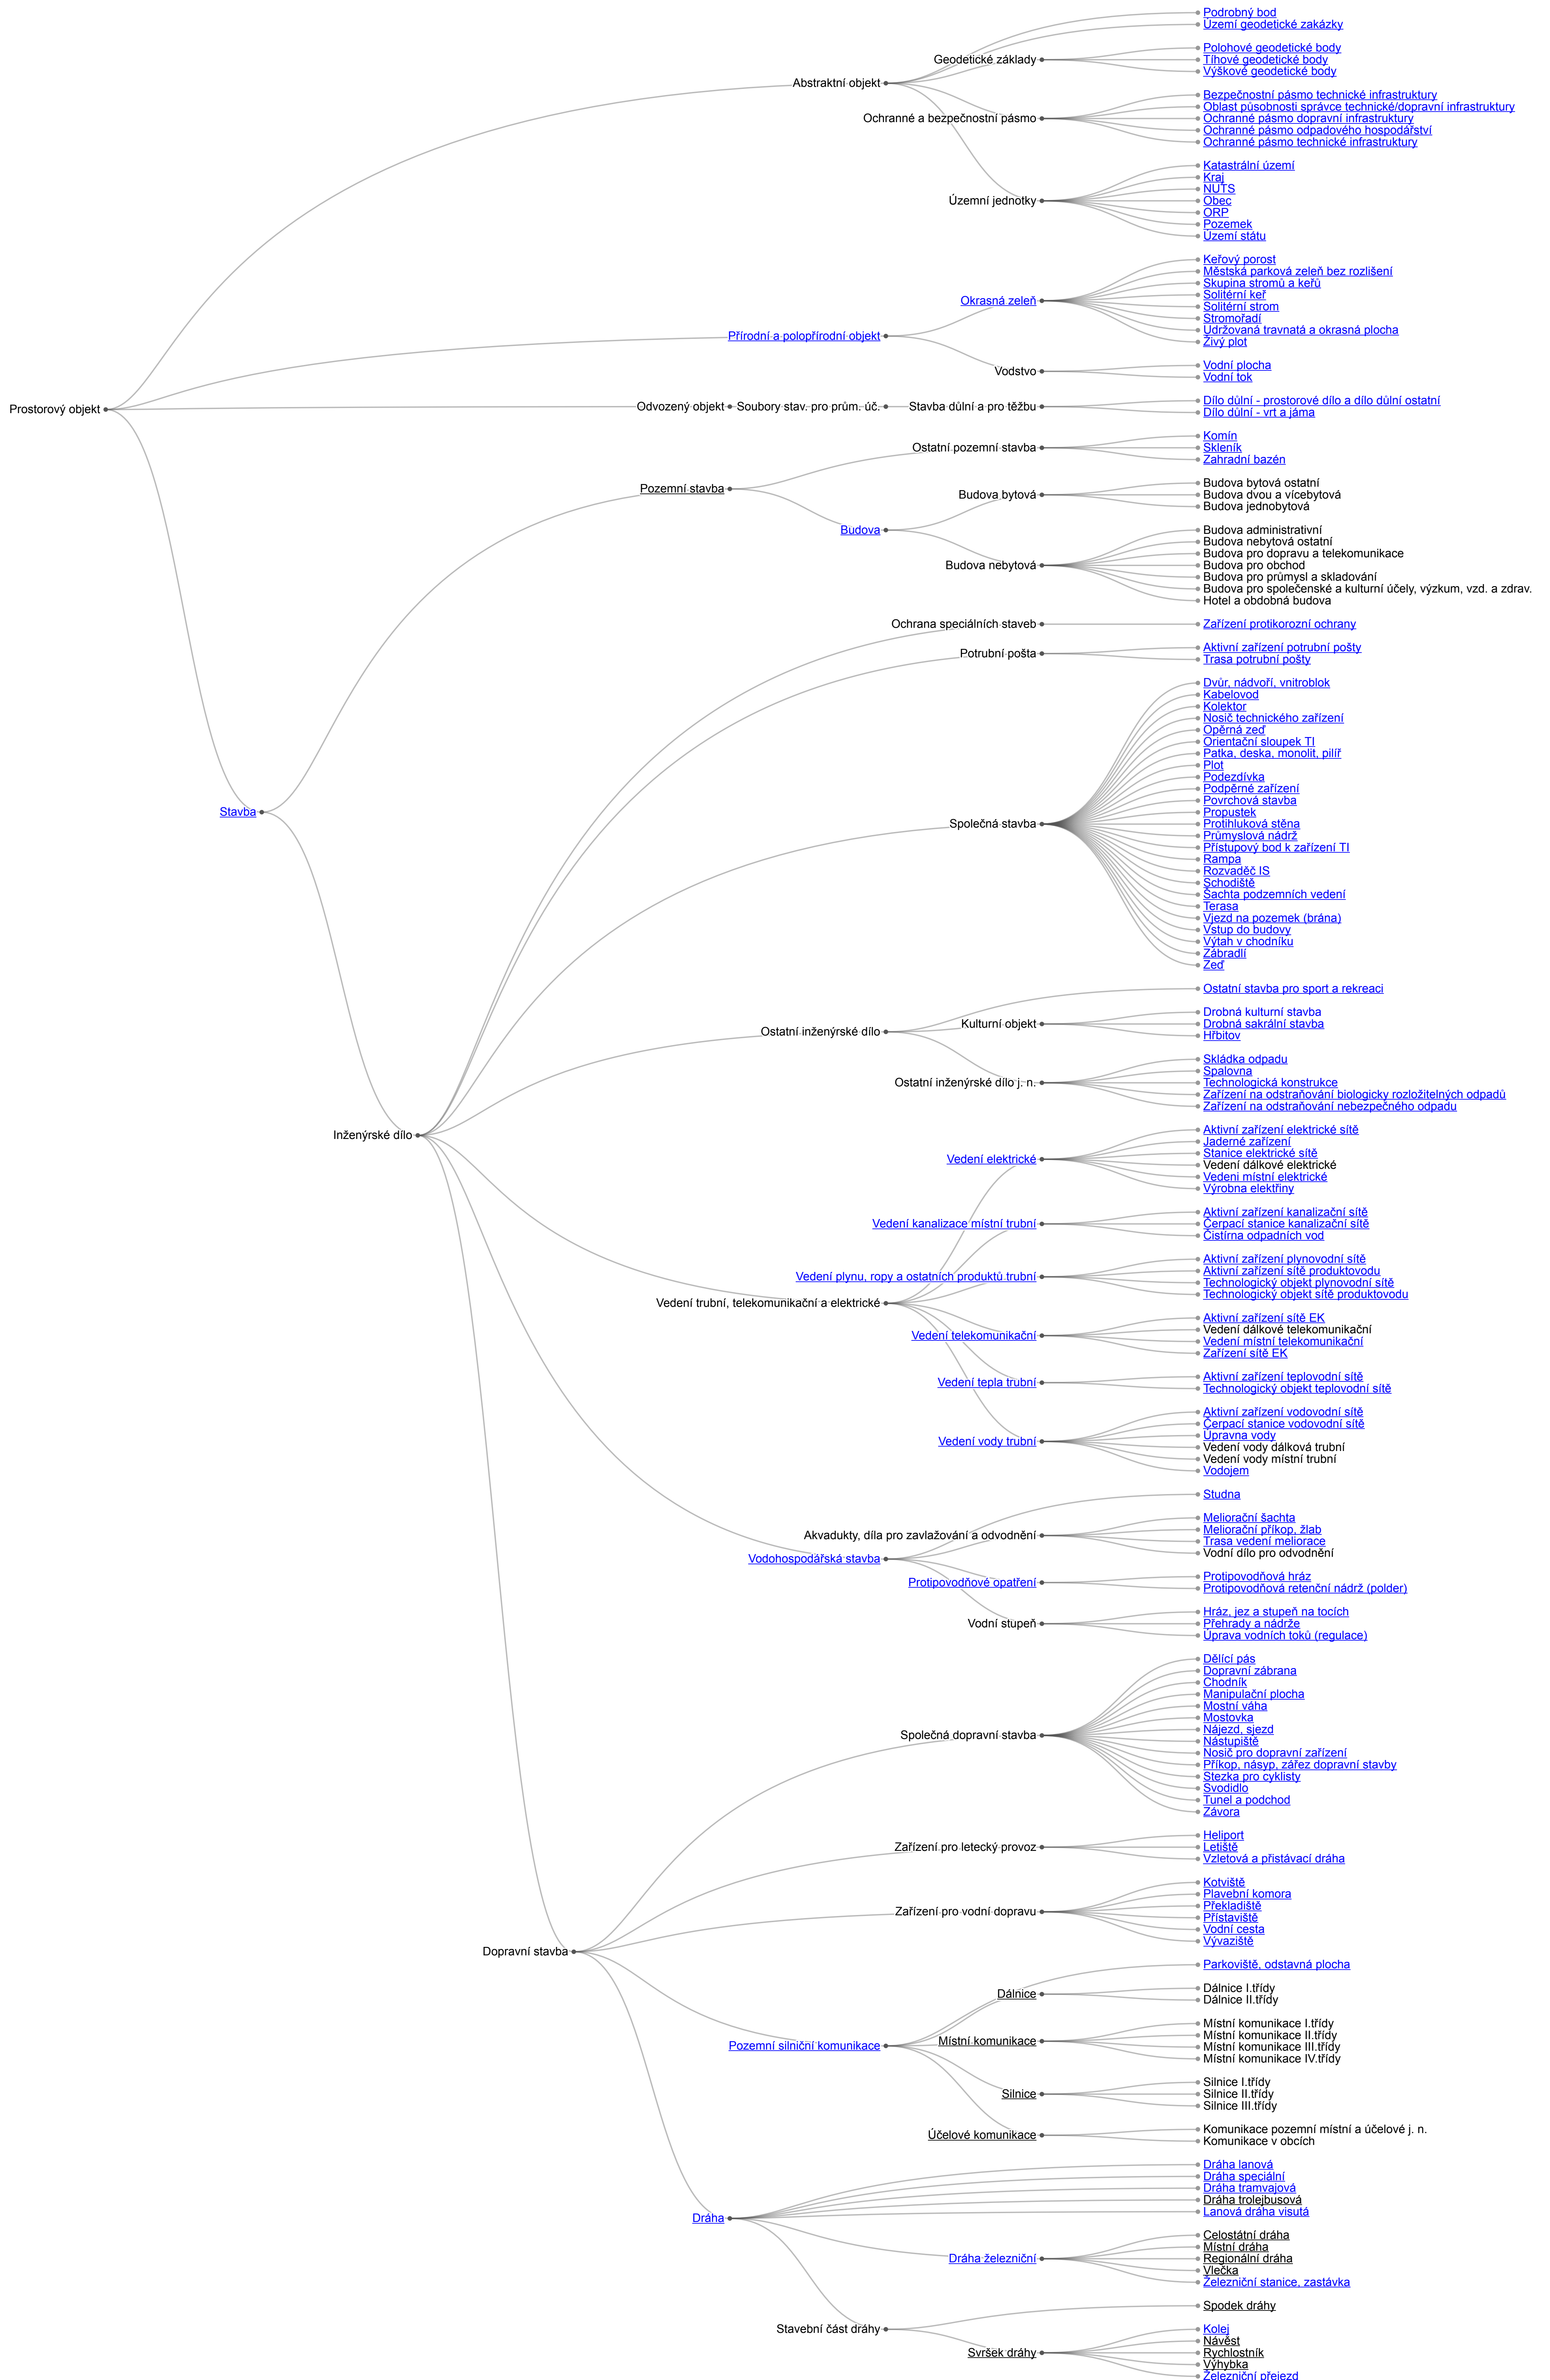 Podrobný bod
Území geodetické zakázky
Polohové geodetické body
Geodetické základy
Tíhové geodetické body
Výškové geodetické body
Abstraktní objekt
Bezpečnostní pásmo technické infrastruktury
Oblast působnosti správce technické/dopravní infrastruktury
Ochranné a bezpečnostní pásmo
Ochranné pásmo dopravní infrastruktury
Ochranné pásmo odpadového hospodářství
Ochranné pásmo technické infrastruktury
Katastrální území
Kraj
NUTS
Územní jednotky
Obec
ORP
Pozemek
Území státu
Keřový porost
Městská parková zeleň bez rozlišení
Skupina stromů a keřů
Solitérní keř
Okrasná zeleň
Solitérní strom
Stromořadí
Udržovaná travnatá a okrasná plocha
Přírodní a polopřírodní objekt
Živý plot
Vodní plocha
Vodstvo
Vodní tok
Dílo důlní - prostorové dílo a dílo důlní ostatní
Prostorový objekt
Odvozený objekt
Soubory stav. pro prům. úč.
Stavba důlní a pro těžbu
Dílo důlní - vrt a jáma
Komín
Ostatní pozemní stavba
Skleník
Zahradní bazén
Pozemní stavba
Budova bytová ostatní
Budova bytová
Budova dvou a vícebytová
Budova jednobytová
Budova
Budova administrativní
Budova nebytová ostatní
Budova pro dopravu a telekomunikace
Budova nebytová
Budova pro obchod
Budova pro průmysl a skladování
Budova pro společenské a kulturní účely, výzkum, vzd. a zdrav.
Hotel a obdobná budova
Ochrana speciálních staveb
Zařízení protikorozní ochrany
Potrubní pošta
Aktivní zařízení potrubní pošty
Trasa potrubní pošty
Dvůr, nádvoří, vnitroblok
Kabelovod
Kolektor
Nosič technického zařízení
Opěrná zeď
Orientační sloupek TI
Patka, deska, monolit, pilíř
Plot
Podezdívka
Podpěrné zařízení
Povrchová stavba
Stavba
Propustek
Společná stavba
Protihluková stěna
Průmyslová nádrž
Přístupový bod k zařízení TI
Rampa
Rozvaděč IS
Schodiště
Šachta podzemních vedení
Terasa
Vjezd na pozemek (brána)
Vstup do budovy
Výtah v chodníku
Zábradlí
Zeď
Ostatní stavba pro sport a rekreaci
Drobná kulturní stavba
Ostatní inženýrské dílo
Kulturní objekt
Drobná sakrální stavba
Hřbitov
Skládka odpadu
Spalovna
Ostatní inženýrské dílo j. n.
Technologická konstrukce
Zařízení na odstraňování biologicky rozložitelných odpadů
Zařízení na odstraňování nebezpečného odpadu
Inženýrské dílo
Aktivní zařízení elektrické sítě
Jaderné zařízení
Vedení elektrické
Stanice elektrické sítě
Vedení dálkové elektrické
Vedeni místní elektrické
Výrobna elektřiny
Aktivní zařízení kanalizační sítě
Vedení kanalizace místní trubní
Čerpací stanice kanalizační sítě
Čistírna odpadních vod
Aktivní zařízení plynovodní sítě
Vedení plynu, ropy a ostatních produktů trubní
Aktivní zařízení sítě produktovodu
Technologický objekt plynovodní sítě
Technologický objekt sítě produktovodu
Vedení trubní, telekomunikační a elektrické
Aktivní zařízení sítě EK
Vedení dálkové telekomunikační
Vedení telekomunikační
Vedení místní telekomunikační
Zařízení sítě EK
Aktivní zařízení teplovodní sítě
Vedení tepla trubní
Technologický objekt teplovodní sítě
Aktivní zařízení vodovodní sítě
Čerpací stanice vodovodní sítě
Úpravna vody
Vedení vody trubní
Vedení vody dálková trubní
Vedení vody místní trubní
Vodojem
Studna
Meliorační šachta
Akvadukty, díla pro zavlažování a odvodnění
Meliorační příkop, žlab
Trasa vedení meliorace
Vodní dílo pro odvodnění
Vodohospodářská stavba
Protipovodňová hráz
Protipovodňové opatření
Protipovodňová retenční nádrž (polder)
Hráz, jez a stupeň na tocích
Vodní stupeň
Přehrady a nádrže
Úprava vodních toků (regulace)
Dělící pás
Dopravní zábrana
Chodník
Manipulační plocha
Mostní váha
Mostovka
Nájezd, sjezd
Společná dopravní stavba
Nástupiště
Nosič pro dopravní zařízení
Příkop, násyp, zářez dopravní stavby
Stezka pro cyklisty
Svodidlo
Tunel a podchod
Závora
Heliport
Zařízení pro letecký provoz
Letiště
Vzletová a přistávací dráha
Kotviště
Plavební komora
Překladiště
Zařízení pro vodní dopravu
Přístaviště
Vodní cesta
Vývaziště
Dopravní stavba
Parkoviště, odstavná plocha
Dálnice I.třídy
Dálnice
Dálnice II.třídy
Místní komunikace I.třídy
Místní komunikace II.třídy
Místní komunikace
Pozemní silniční komunikace
Místní komunikace III.třídy
Místní komunikace IV.třídy
Silnice I.třídy
Silnice
Silnice II.třídy
Silnice III.třídy
Komunikace pozemní místní a účelové j. n.
Účelové komunikace
Komunikace v obcích
Dráha lanová
Dráha speciální
Dráha tramvajová
Dráha trolejbusová
Lanová dráha visutá
Dráha
Celostátní dráha
Místní dráha
Dráha železniční
Regionální dráha
Vlečka
Železniční stanice, zastávka
Spodek dráhy
Stavební část dráhy
Kolej
Návěst
Svršek dráhy
Rychlostník
Výhybka
Železniční přejezd